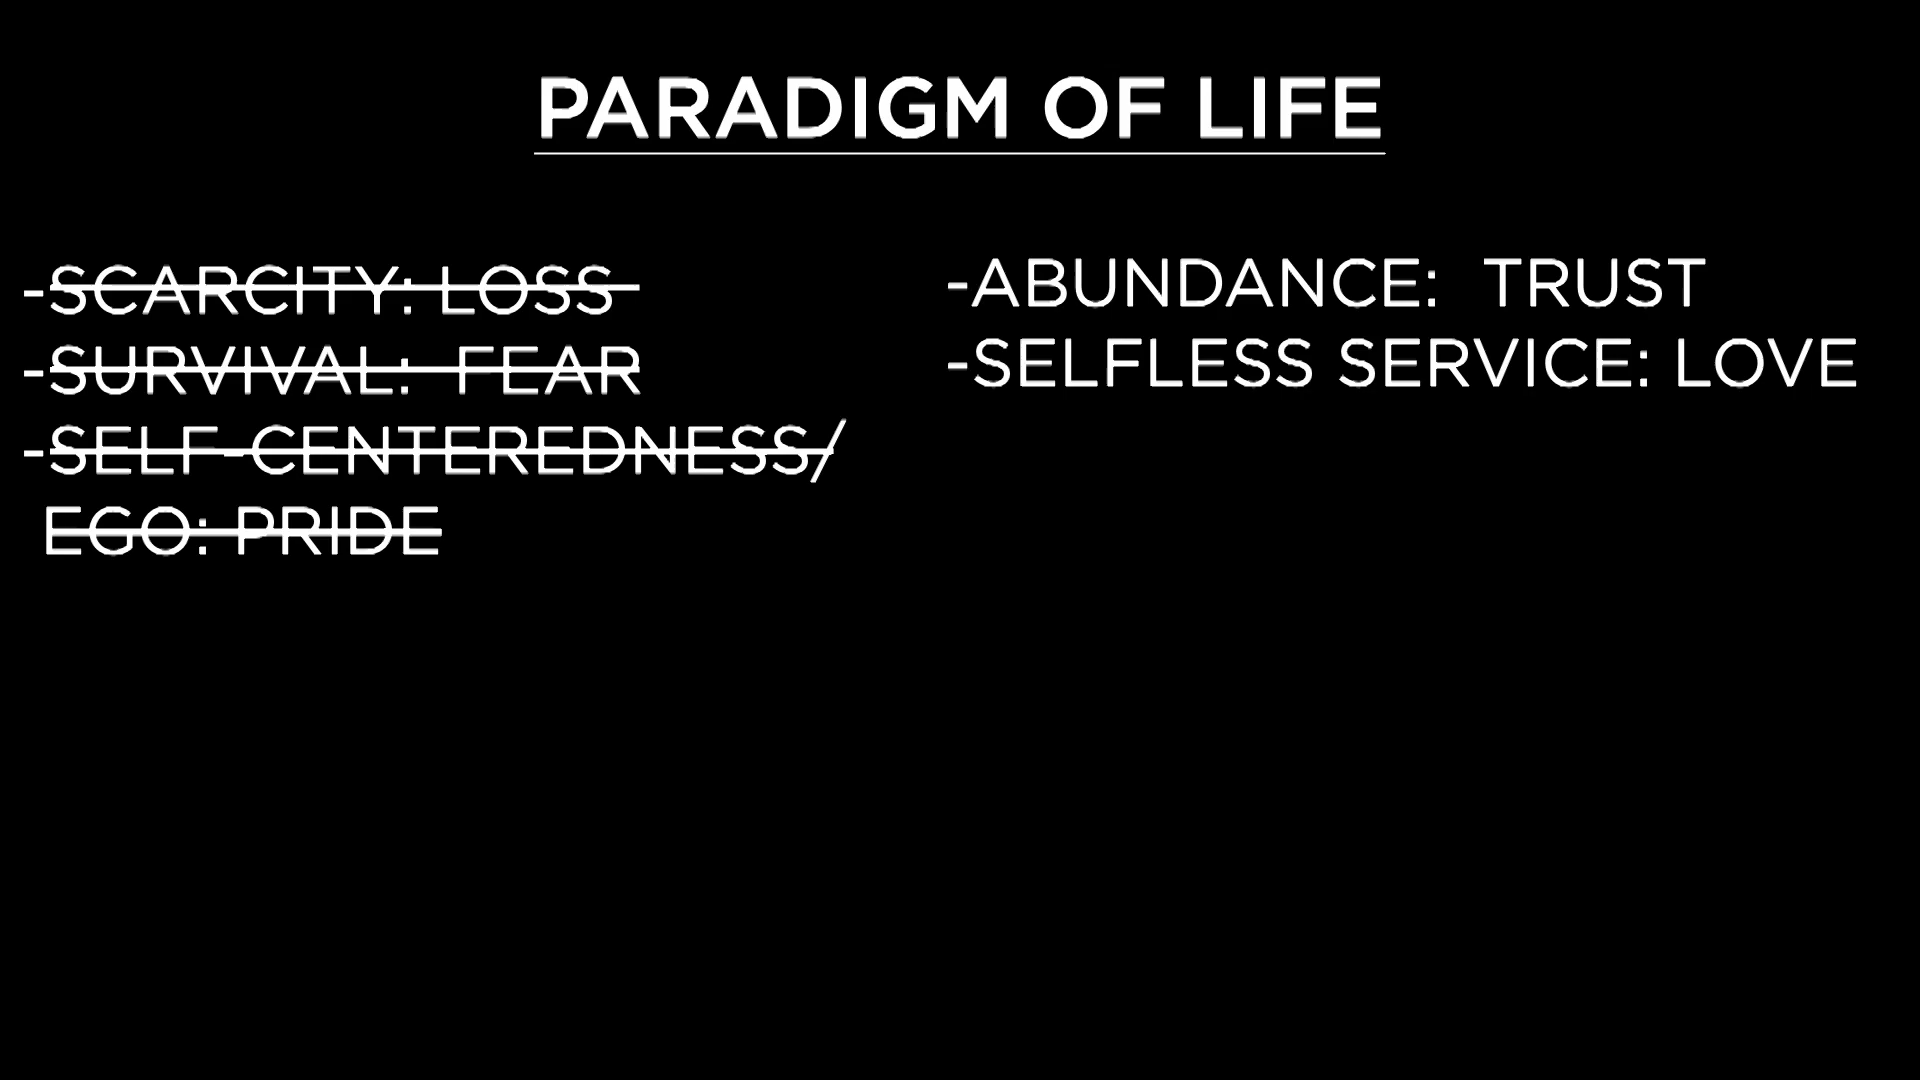 PARADIGM OF LIFE
-SCARCITY: LOSS
-SURVIVAL: FEAR
-SELF-CENTEREDNESS/
EGO: PRIDE
-ABUNDANCE: TRUST
-SELFLESS SERVICE: LOVE